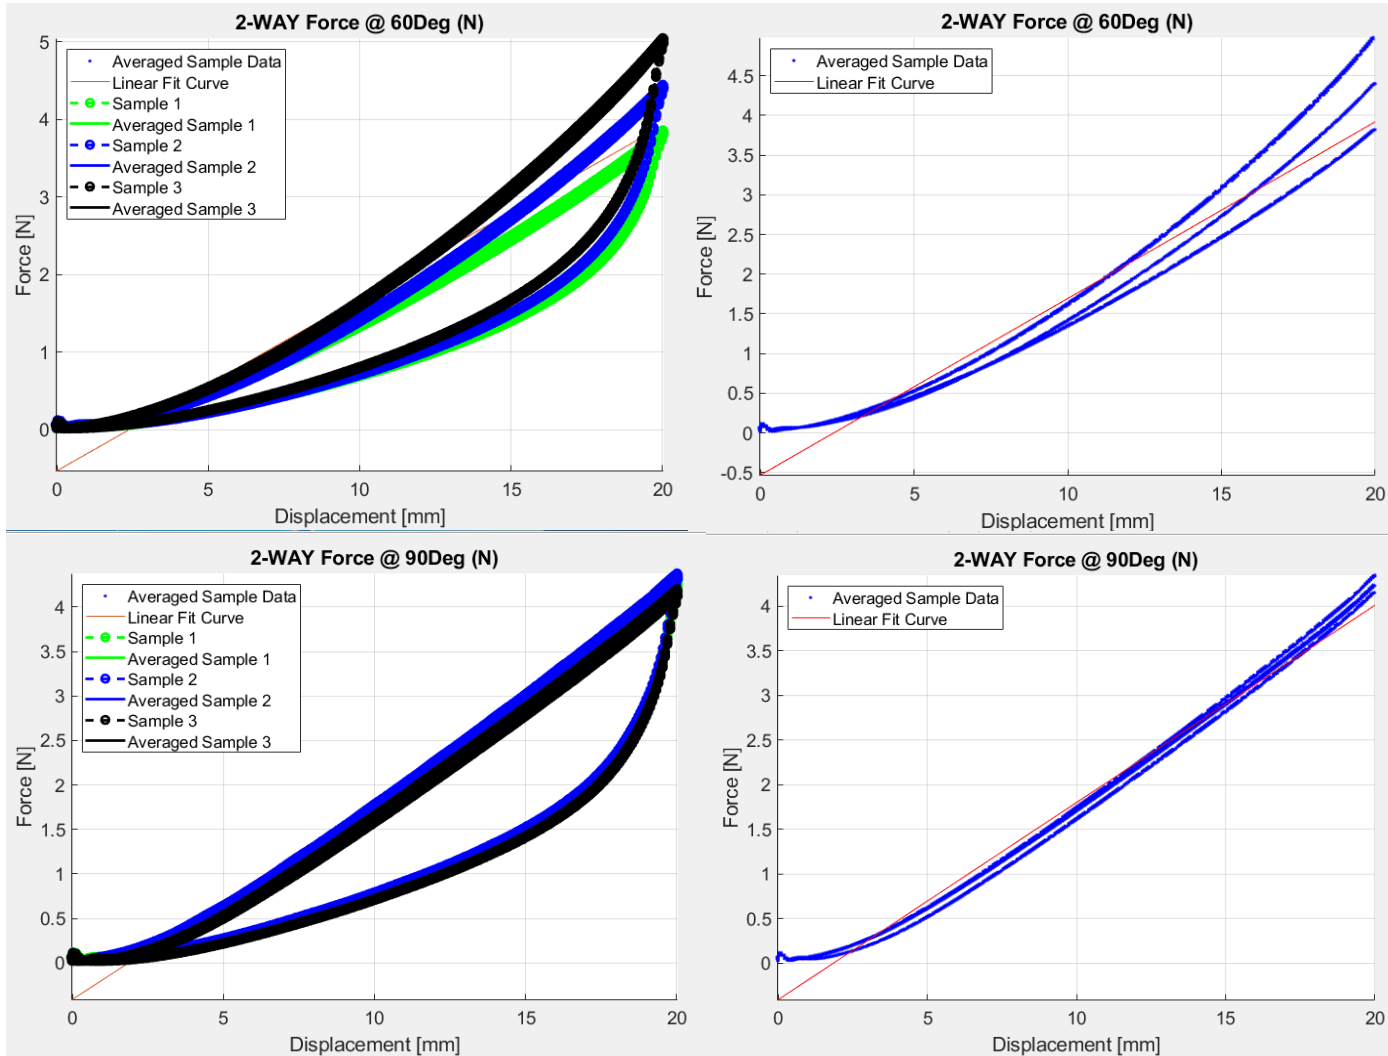 2-WAY Force @ 60Deg (N)
Force [N]
5
4
3
2
1
0
Averaged Sample Data
Linear Fit Curve
Sample 1
Averaged Sample 1
Sample 2
Averaged Sample 2
Sample 3
Averaged Sample 3
0 5 10 15 20
Displacement [mm]
2-WAY Force @ 60Deg (N)
Force [N]
4.5
4
3.5
3
2.5
2
1.5
1
0.5
0
-0.5
Averaged Sample Data
Linear Fit Curve
0 5 10 15 20
Displacement [mm]
2-WAY Force @ 90Deg (N)
Force [N]
4
3.5
3
2.5
2
1.5
1
0.5
0
Averaged Sample Data
Linear Fit Curve
Sample 1
Averaged Sample 1
Sample 2
Averaged Sample 2
Sample 3
Averaged Sample 3
0 5 10 15 20
Displacement [mm]
2-WAY Force @ 90Deg (N)
Force [N]
4
3.5
3
2.5
2
1.5
1
0.5
0
Averaged Sample Data
Linear Fit Curve
0 5 10 15 20
Displacement [mm]